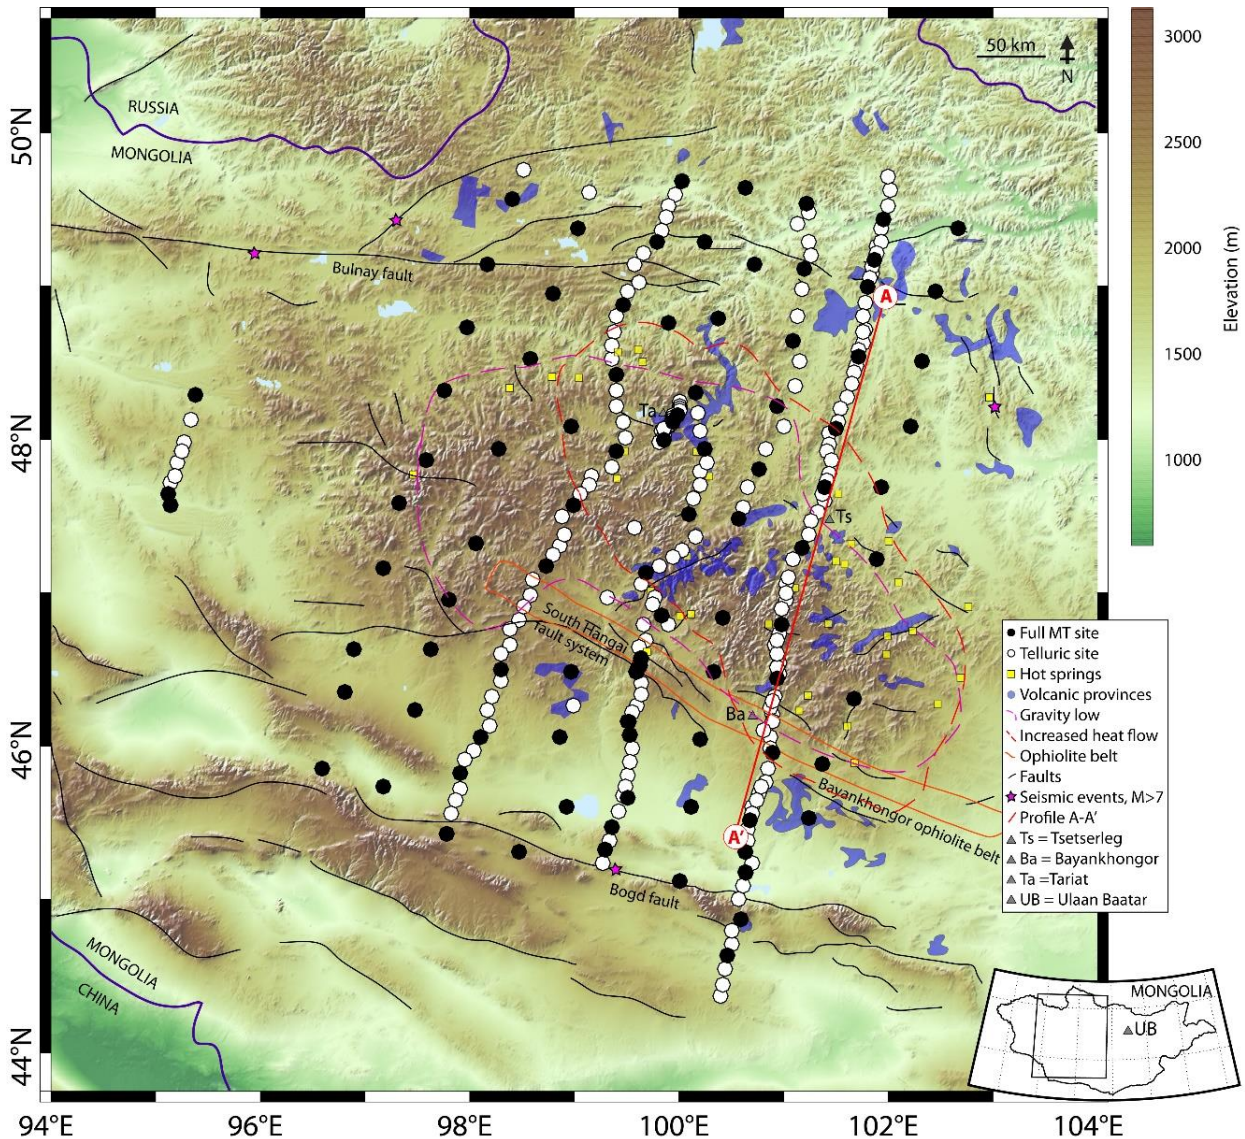 50 km
N
RUSSIA
MONGOLIA
Bulnay fault
A
Ta
Ts
South Hangai
fault system
Ba
Bayankhongor ophiolite belt
A'
Bogd fault
MONGOLIA
CHINA
50°N
48°N
46°N
44°N
94°E
96°E
98°E
100°E
102°E
104°E
3000
2500
2000
1500
1000
Elevation (m)
Full MT site
Telluric site
Hot springs
Volcanic provinces
Gravity low
Increased heat flow
Ophiolite belt
Faults
Seismic events, M>7
Profile A-A'
Ts = Tsetserleg
Ba = Bayankhongor
Ta =Tariat
UB = Ulaan Baatar
MONGOLIA
UB